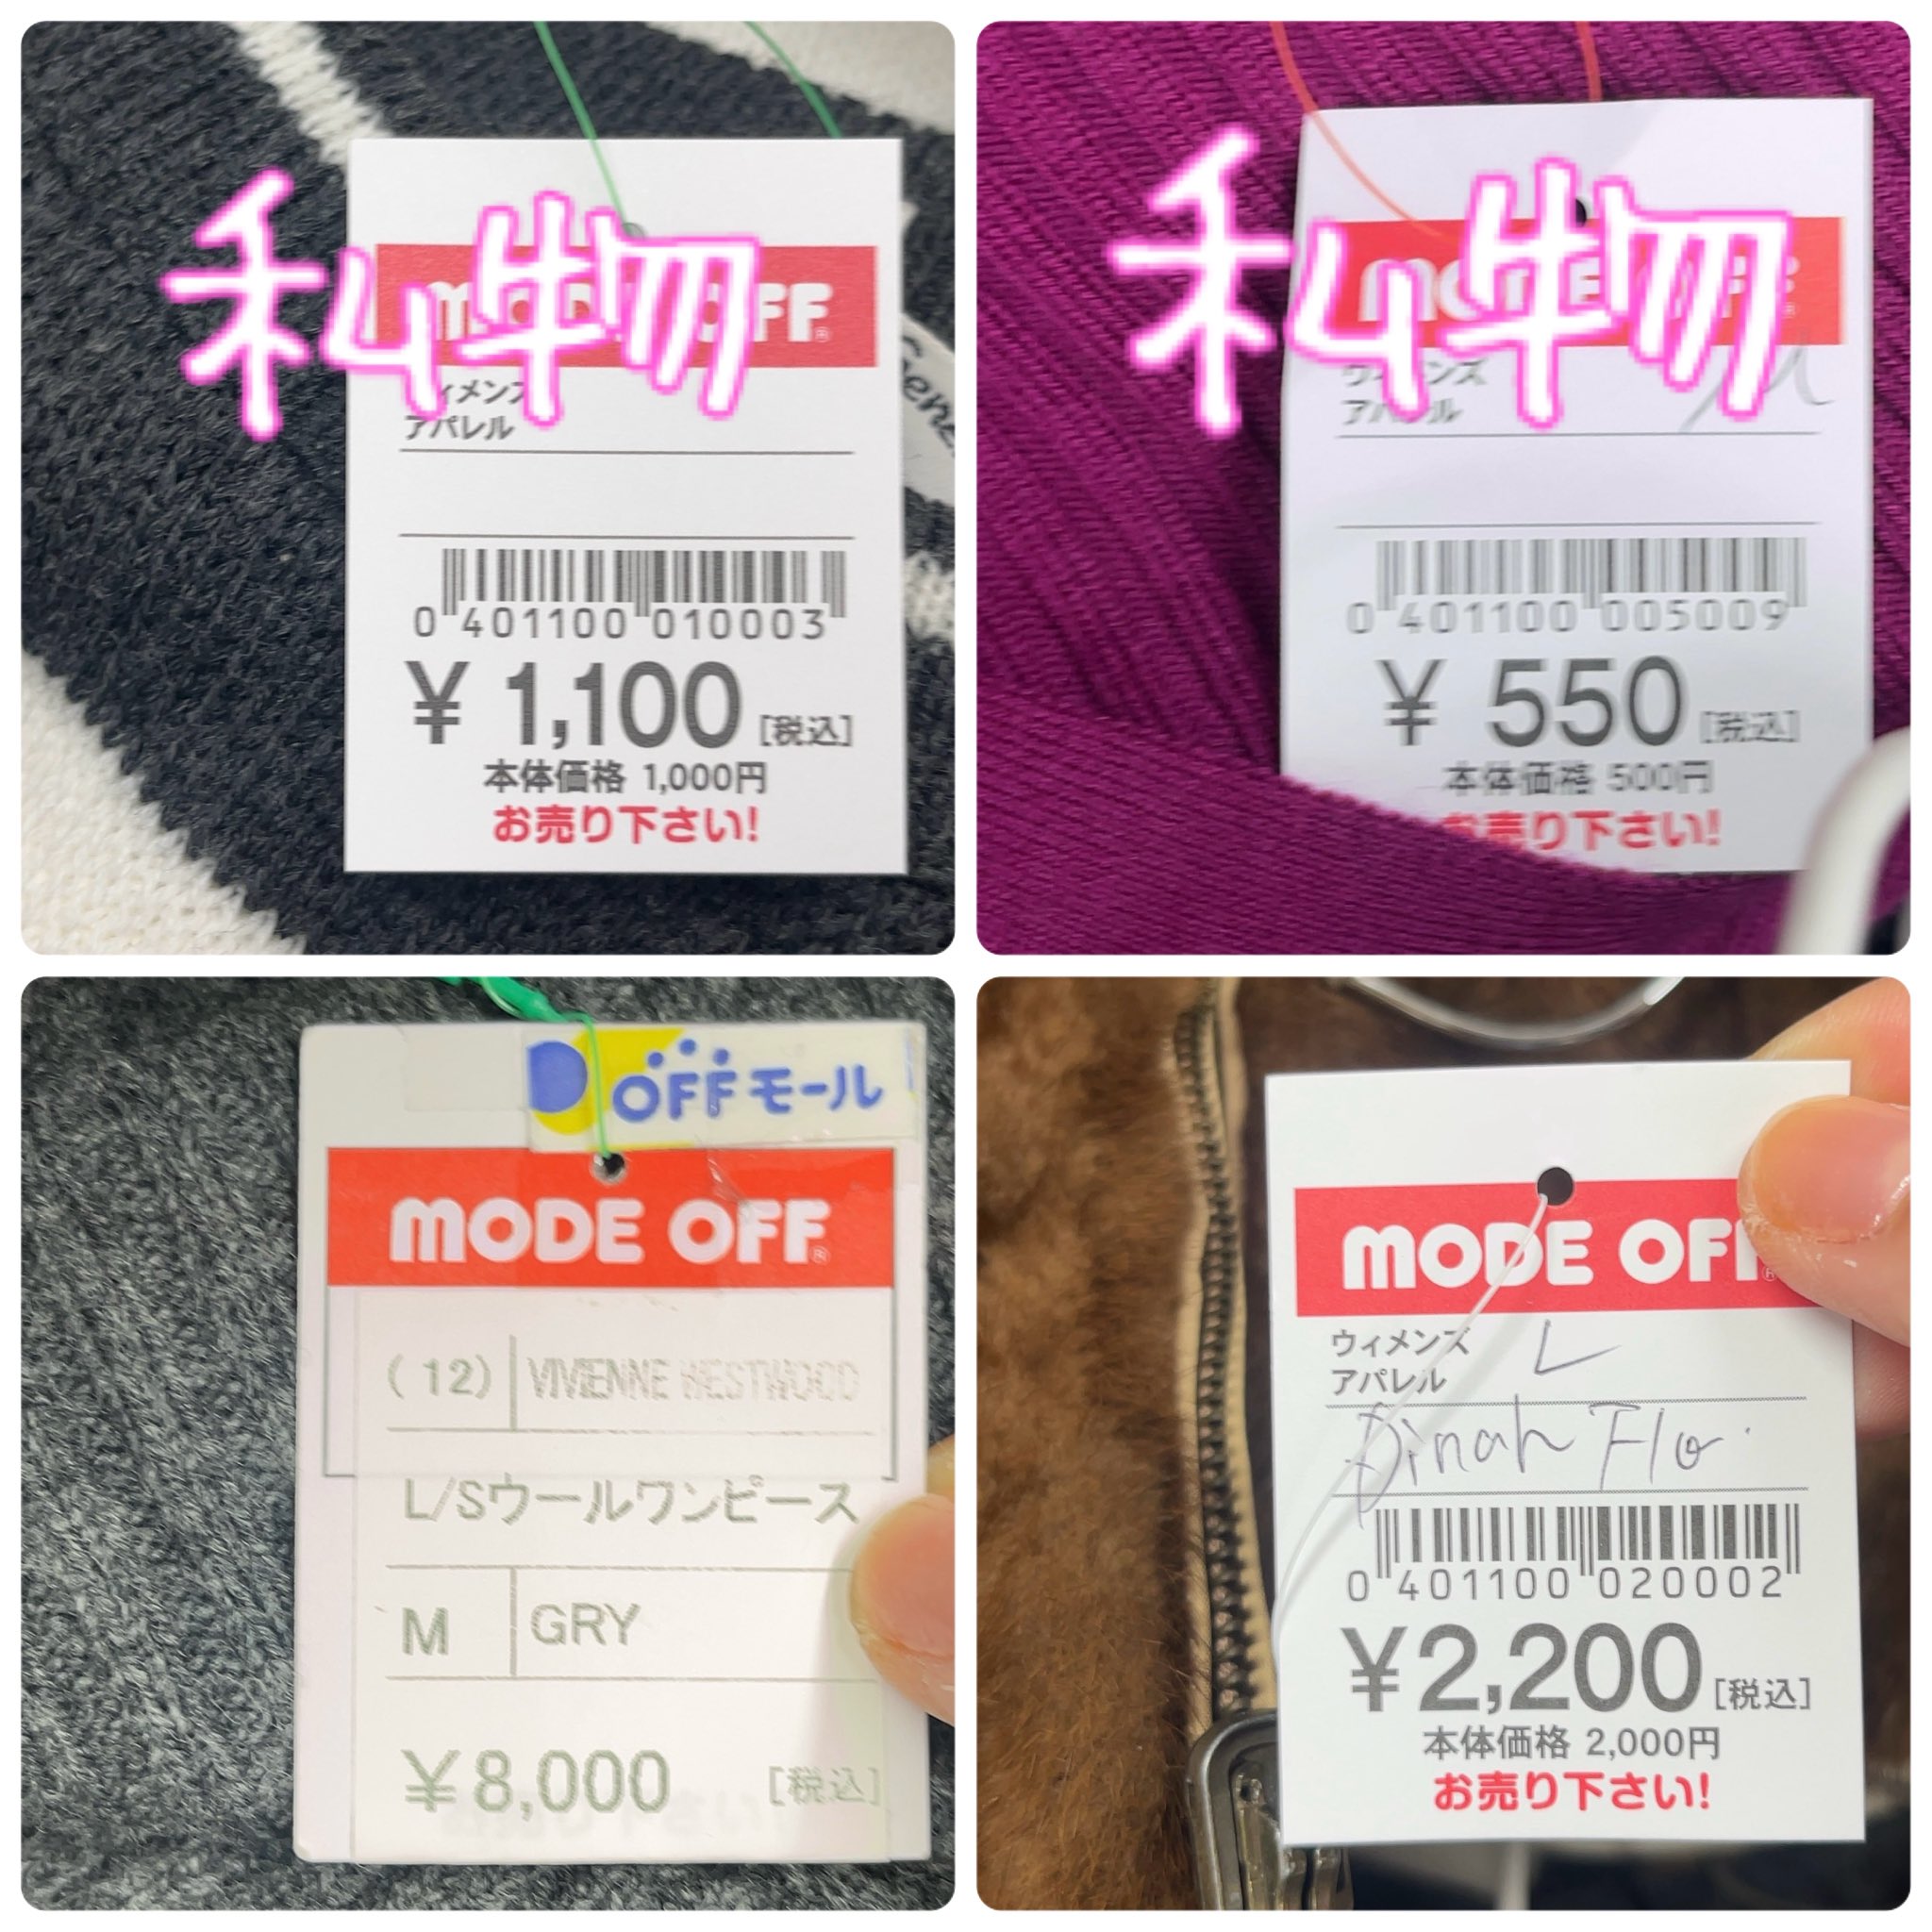 私物
MODE OFF
ウィメンズ
アパレル
0 401100 010003
¥ 1,100 [税込]
本体価格 1,000円
お売り下さい!
私物
MODE OFF
ウィメンズ
アパレル
M
0 401100 005009
¥ 550 [税込]
本体価格 500円
お売り下さい!
OFFモール
MODE OFF
(12) VIVIENNE WESTWOOD
L/Sウールワンピース
M GRY
¥8,000 [税込]
MODE OFF
ウィメンズ L
アパレル
Dinah Flo.
0 401100 020002
¥2,200 [税込]
本体価格 2,000円
お売り下さい!